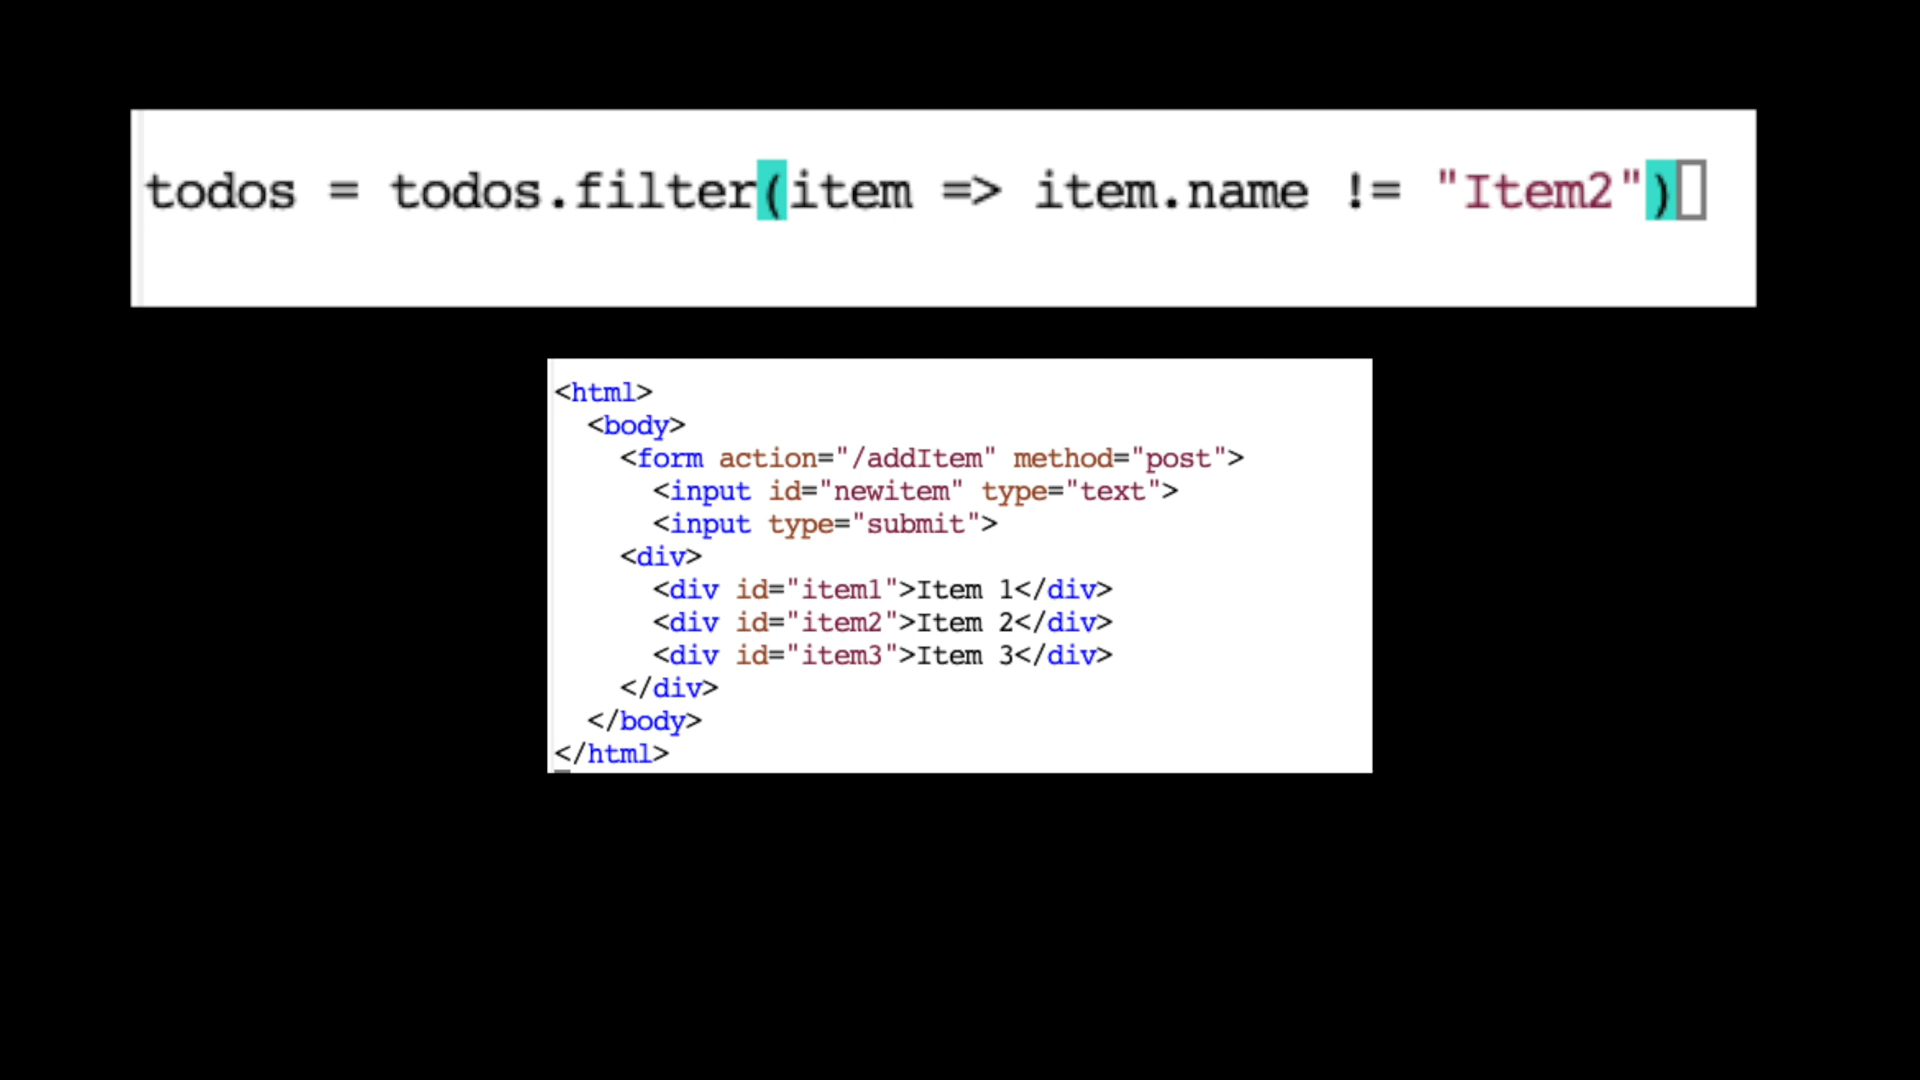 todos = todos.filter(item => item.name != "Item2")
<html>
<body>
<form action="/addItem" method="post">
<input id="newitem" type="text">
<input type="submit">
<div>
<div id="item1">Item 1</div>
<div id="item2">Item 2</div>
<div id="item3">Item 3</div>
</div>
</body>
</html>